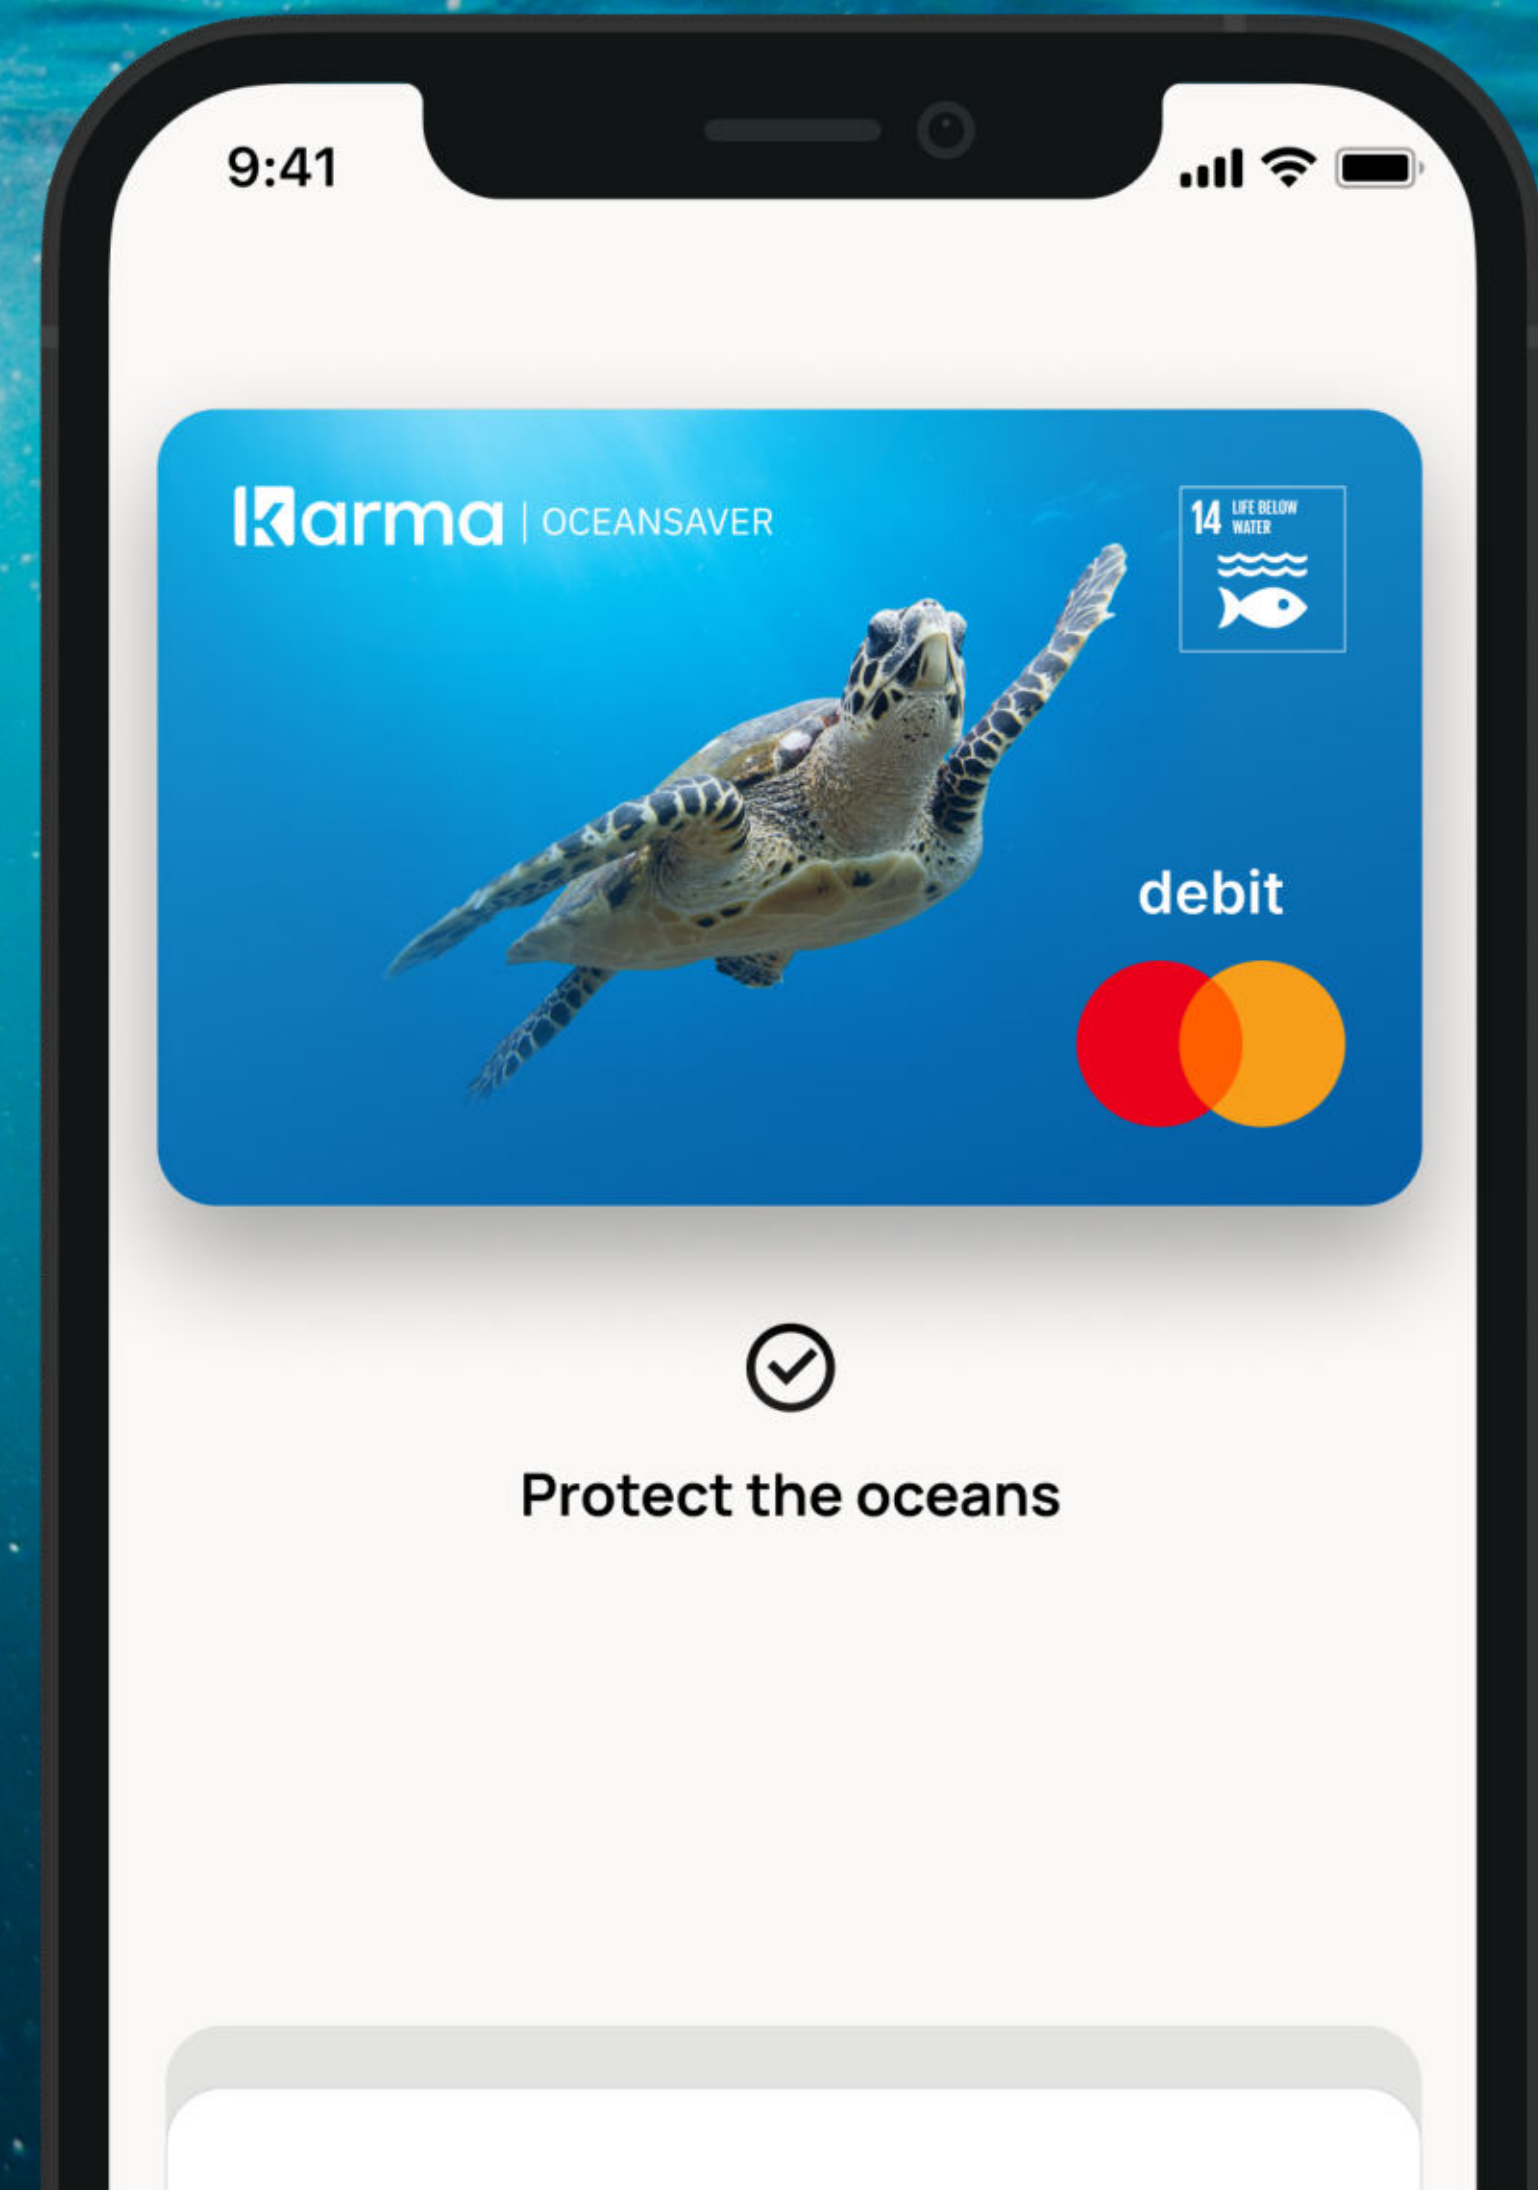 9:41
Karma | OCEANSAVER
14 LIFE BELOW
WATER
debit
Protect the oceans